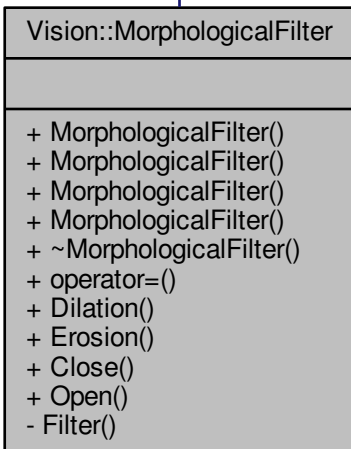 Vision::MorphologicalFilter
+ MorphologicalFilter()
+ MorphologicalFilter()
+ MorphologicalFilter()
+ MorphologicalFilter()
+ ~MorphologicalFilter()
+ operator=()
+ Dilation()
+ Erosion()
+ Close()
+ Open()
- Filter()